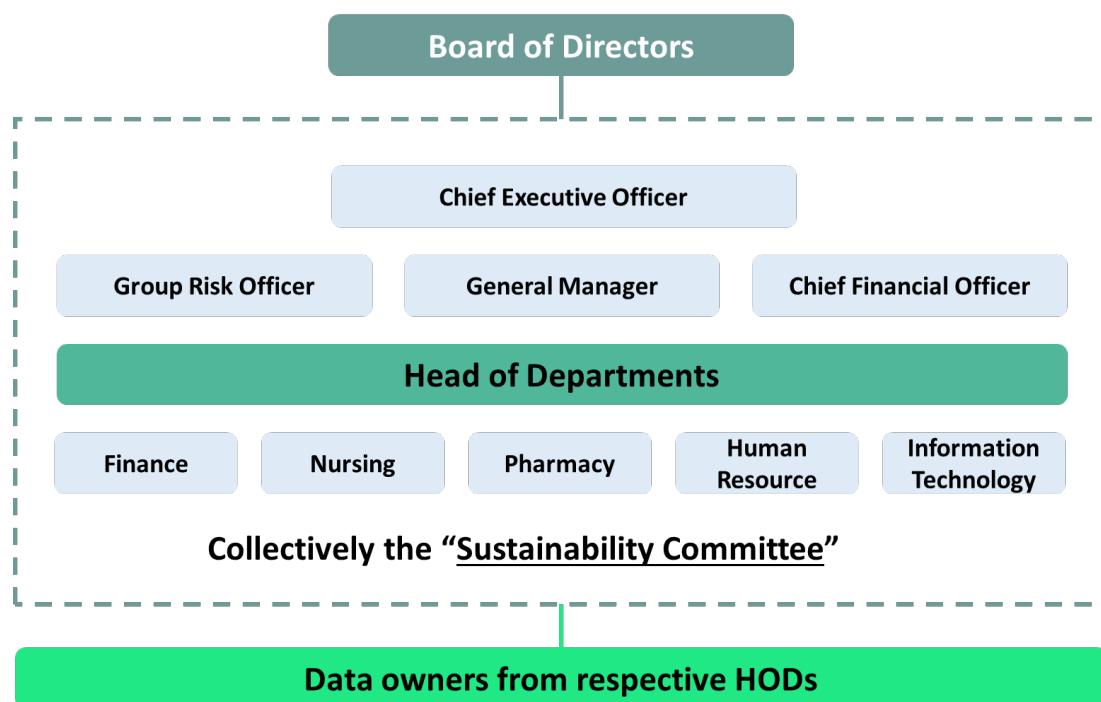 Board of Directors
Chief Executive Officer
Group Risk Officer
General Manager
Chief Financial Officer
Head of Departments
Finance
Nursing
Pharmacy
Human
Resource
Information
Technology
Collectively the “Sustainability Committee”
Data owners from respective HODs